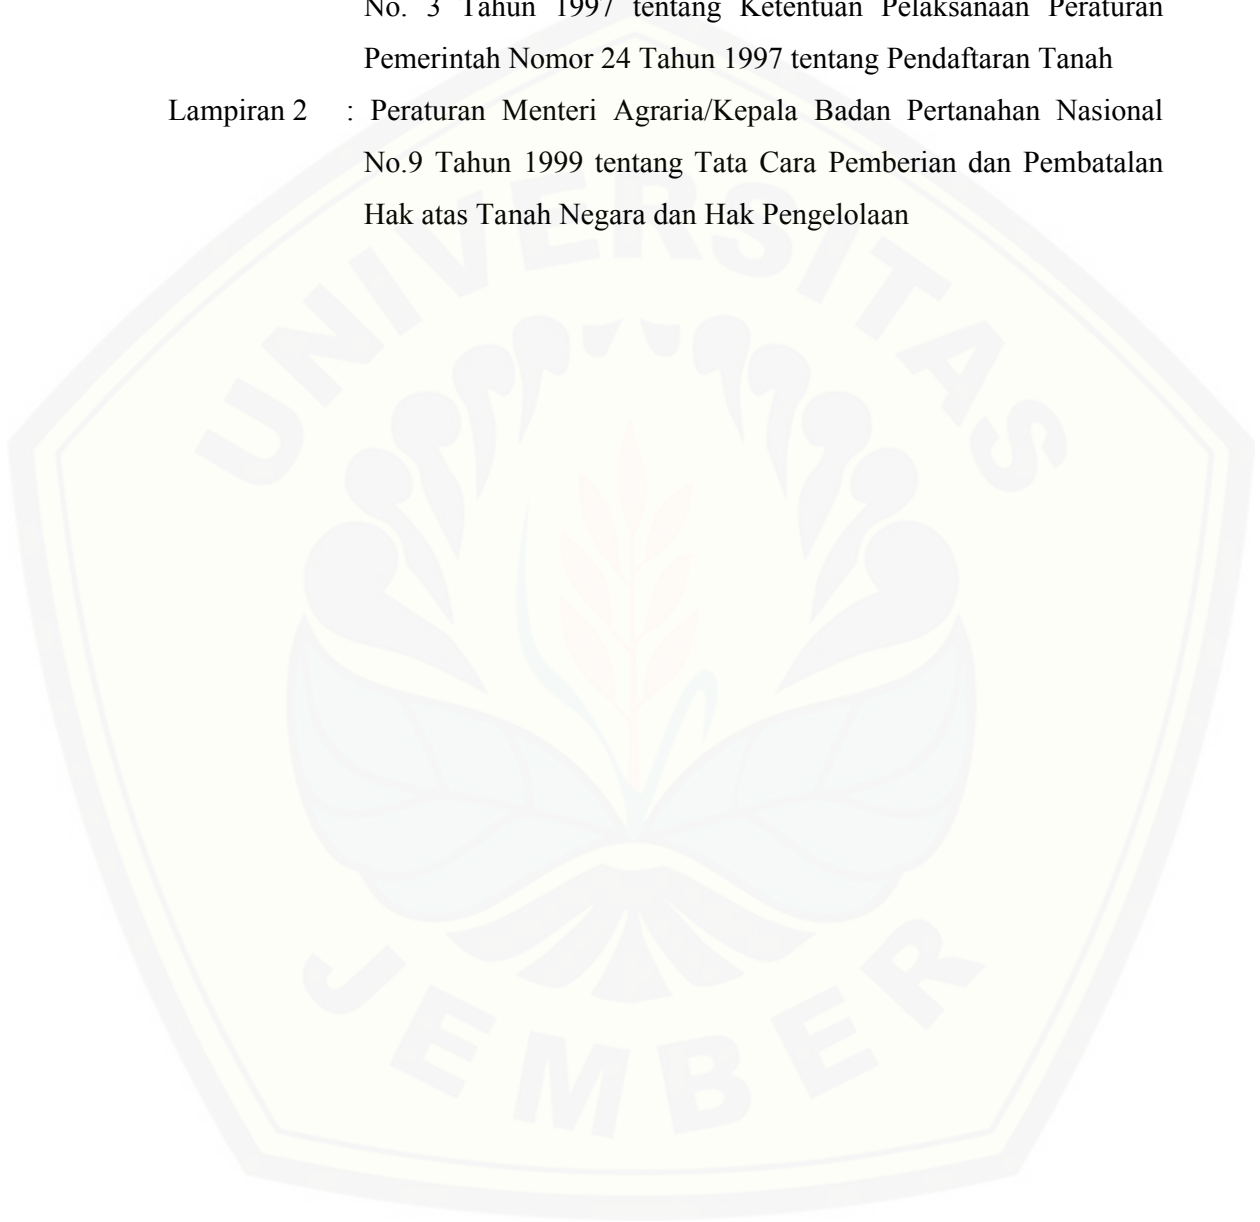 No. 3 Tahun 1997 tentang Ketentuan Pelaksanaan Peraturan
Pemerintah Nomor 24 Tahun 1997 tentang Pendaftaran Tanah
Lampiran 2 : Peraturan Menteri Agraria/Kepala Badan Pertanahan Nasional
No.9 Tahun 1999 tentang Tata Cara Pemberian dan Pembatalan
Hak atas Tanah Negara dan Hak Pengelolaan
UNIVERSITAS
JEMBER